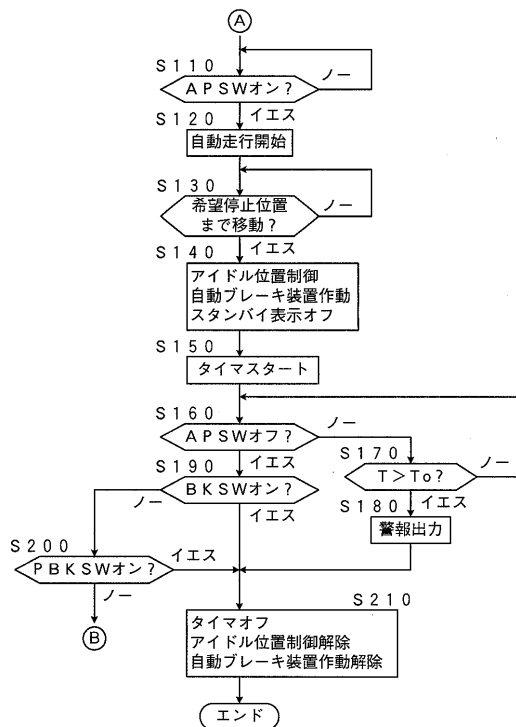 A
S110
APSWオン?
ノー
イエス
S120
自動走行開始
S130
希望停止位置
まで移動?
ノー
イエス
S140
アイドル位置制御
自動ブレーキ装置作動
スタンバイ表示オフ
S150
タイマスタート
S160
APSWオフ?
ノー
イエス
S170
T>To?
ノー
イエス
S180
警報出力
S190
BKSWオン?
ノー
イエス
S200
PBKSWオン?
イエス
ノー
B
S210
タイマオフ
アイドル位置制御解除
自動ブレーキ装置作動解除
エンド